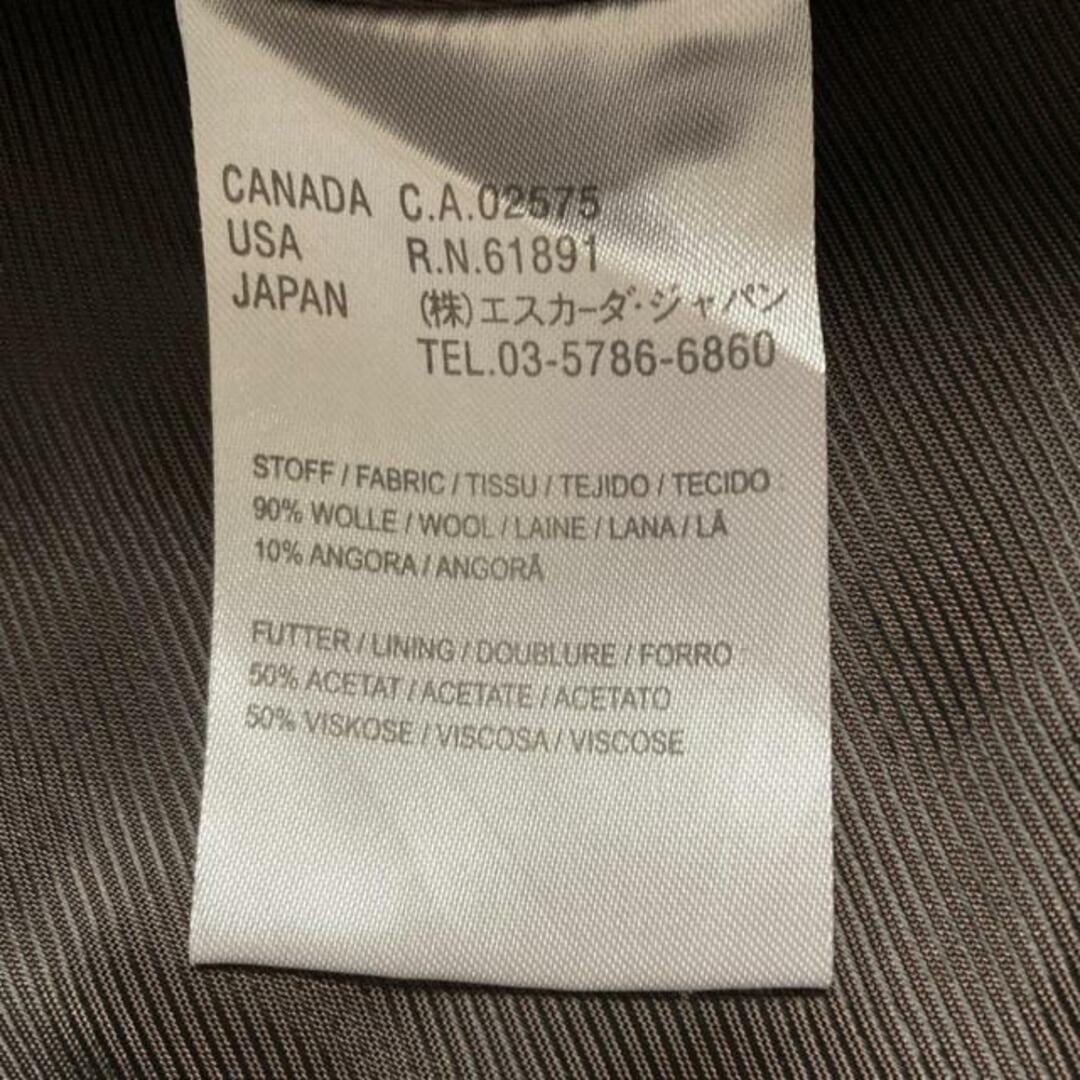 CANADA C.A.02575
USA R.N.61891
JAPAN (株)エスカーダ・ジャパン
TEL.03-5786-6860
STOFF / FABRIC / TISSU / TEJIDO / TECIDO
90% WOLLE / WOOL / LAINE / LANA / LÃ
10% ANGORA / ANGORÃ
FUTTER / LINING / DOUBLURE / FORRO
50% ACETAT / ACETATE / ACETATO
50% VISKOSE / VISCOSA / VISCOSE